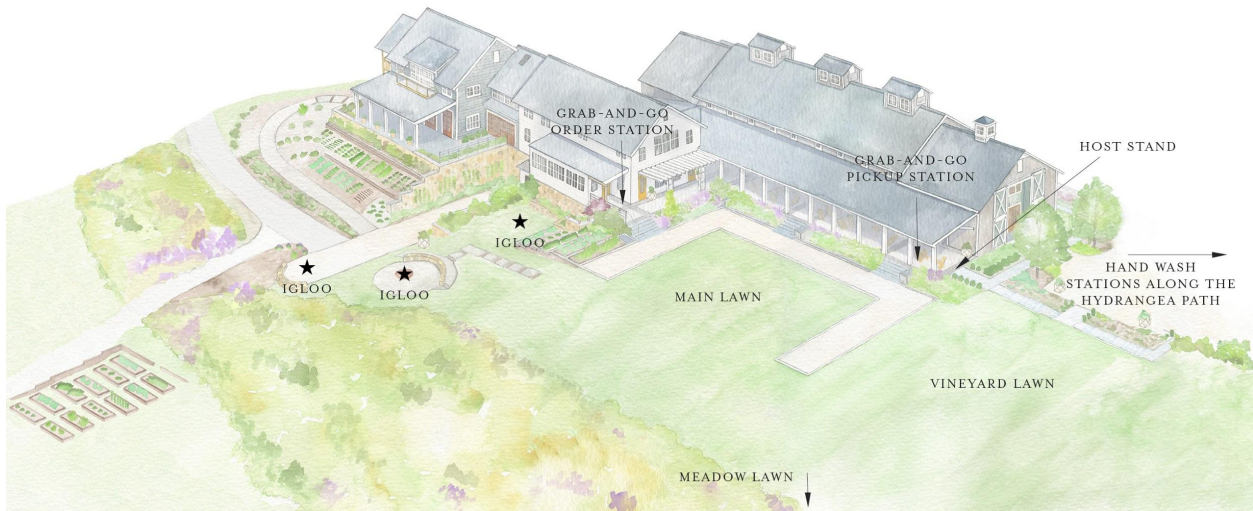 GRAB-AND-GO
ORDER STATION
HOST STAND
GRAB-AND-GO
PICKUP STATION
IGLOO
HAND WASH
STATIONS ALONG THE
HYDRANGEA PATH
IGLOO
IGLOO
MAIN LAWN
VINEYARD LAWN
MEADOW LAWN